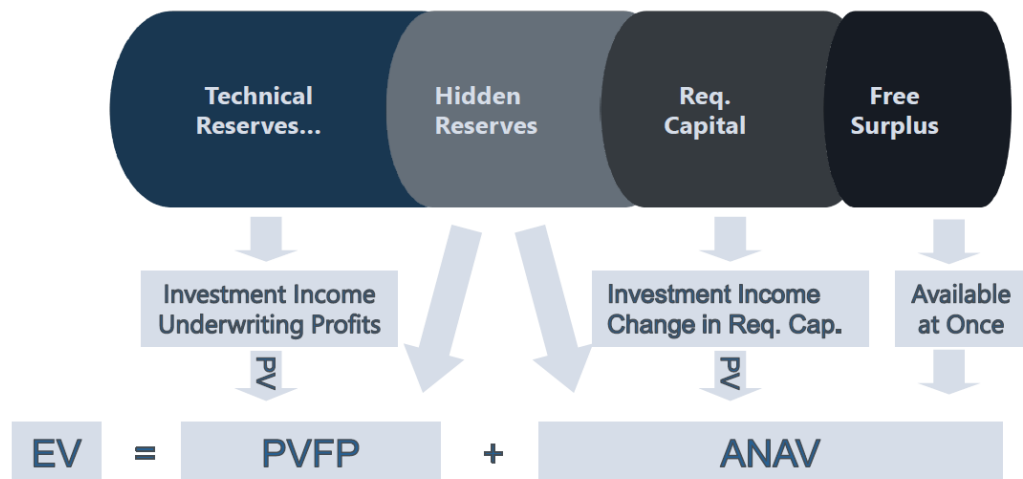 Technical
Reserves...
Hidden
Reserves
Req.
Capital
Free
Surplus
Investment Income
Underwriting Profits
Investment Income
Change in Req. Cap.
Available
at Once
PV
PV
EV = PVFP + ANAV